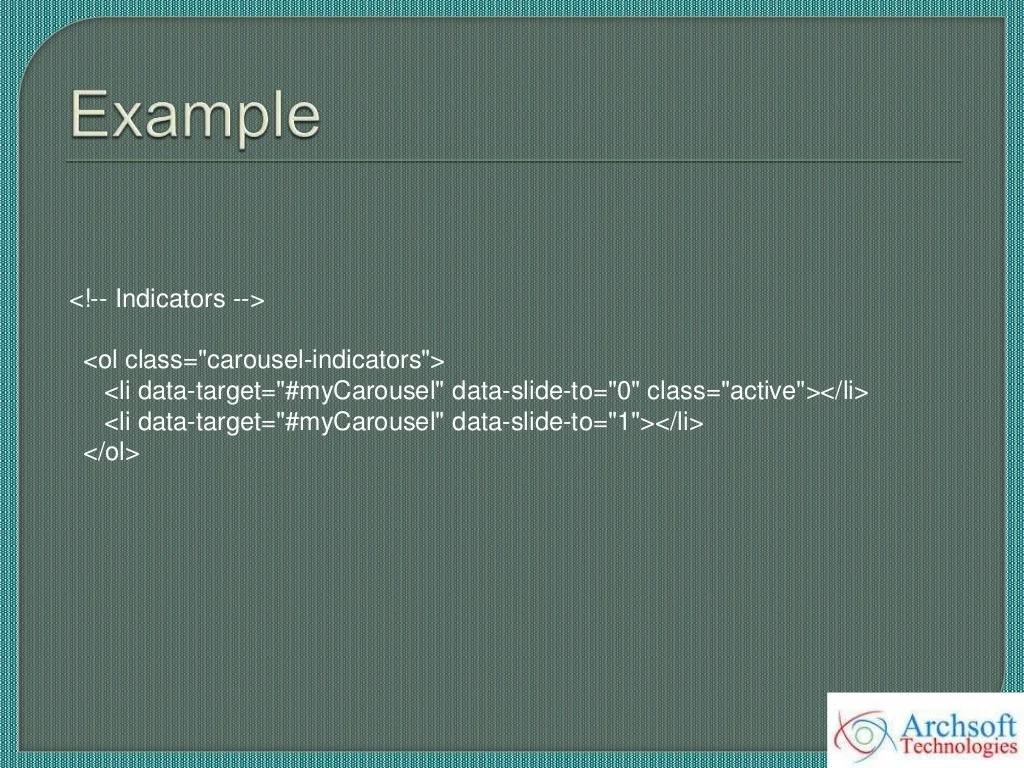 Example
<!-- Indicators -->
<ol class="carousel-indicators">
<li data-target="#myCarousel" data-slide-to="0" class="active"></li>
<li data-target="#myCarousel" data-slide-to="1"></li>
</ol>
Archsoft
Technologies